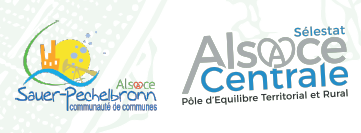 Alsace
Sauer-Pechelbronn
communauté de communes
Sélestat
Alsace
Centrale
Pôle d'Equilibre Territorial et Rural